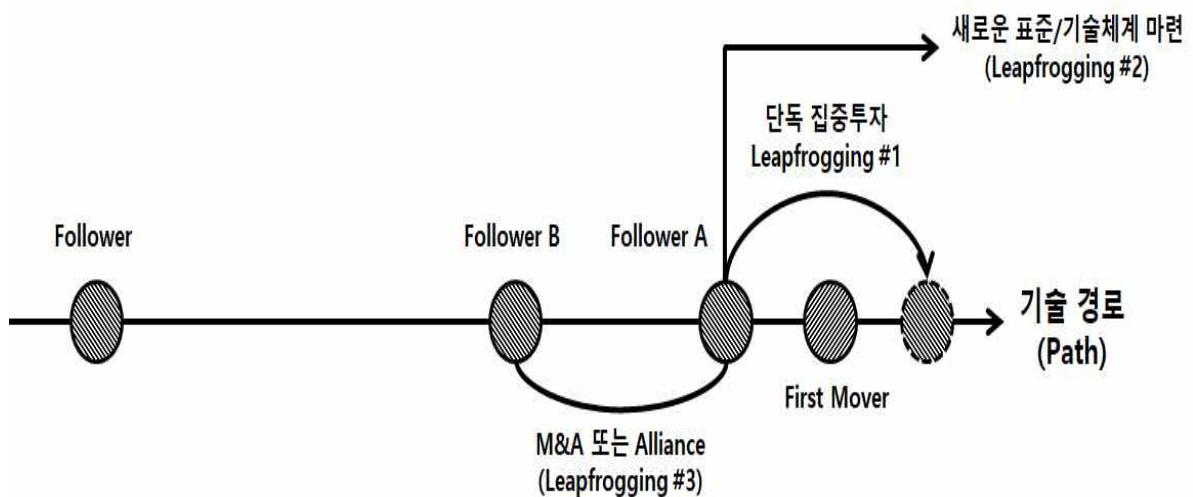 새로운 표준/기술체계 마련
(Leapfrogging #2)
단독 집중투자
Leapfrogging #1
Follower
Follower B
Follower A
기술 경로
(Path)
First Mover
M&A 또는 Alliance
(Leapfrogging #3)